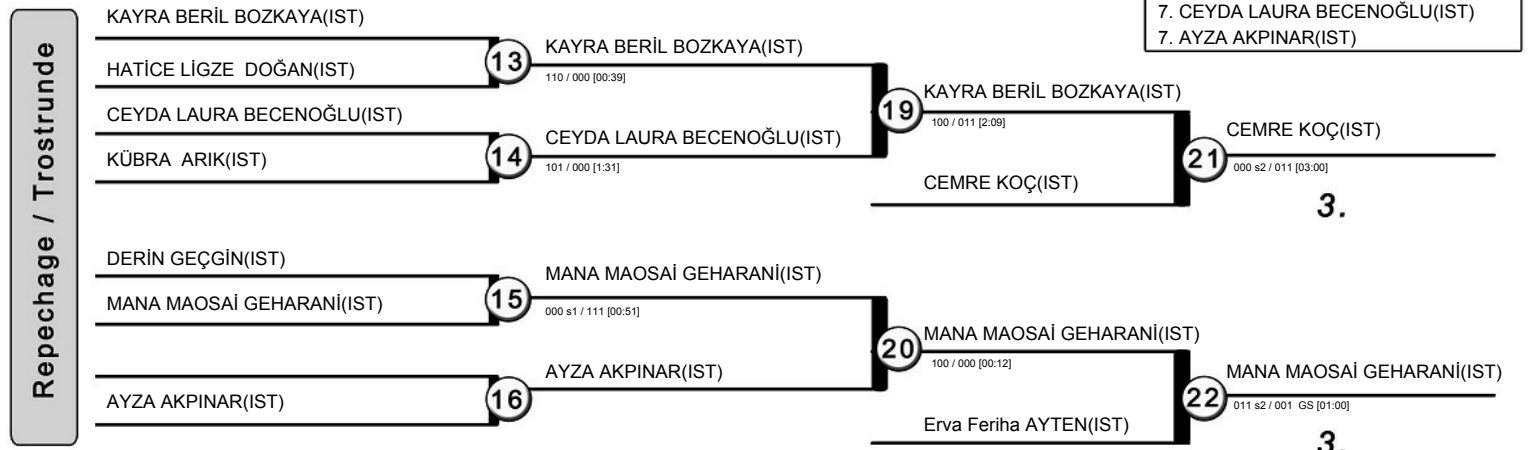 7. CEYDA LAURA BECENOĞLU(IST)
7. AYZA AKPINAR(IST)
Repechage / Trostrunde
KAYRA BERİL BOZKAYA(IST)
HATİCE LİGZE  DOĞAN(IST)
13
KAYRA BERİL BOZKAYA(IST)
110 / 000 [00:39]
CEYDA LAURA BECENOĞLU(IST)
KÜBRA  ARIK(IST)
14
CEYDA LAURA BECENOĞLU(IST)
101 / 000 [1:31]
19
KAYRA BERİL BOZKAYA(IST)
100 / 011 [2:09]
CEMRE KOÇ(IST)
21
CEMRE KOÇ(IST)
000 s2 / 011 [03:00]
3.
DERİN GEÇGİN(IST)
MANA MAOSAİ GEHARANİ(IST)
15
MANA MAOSAİ GEHARANİ(IST)
000 s1 / 111 [00:51]
AYZA AKPINAR(IST)
16
AYZA AKPINAR(IST)
20
MANA MAOSAİ GEHARANİ(IST)
100 / 000 [00:12]
Erva Feriha AYTEN(IST)
22
MANA MAOSAİ GEHARANİ(IST)
011 s2 / 001  GS [01:00]
3.